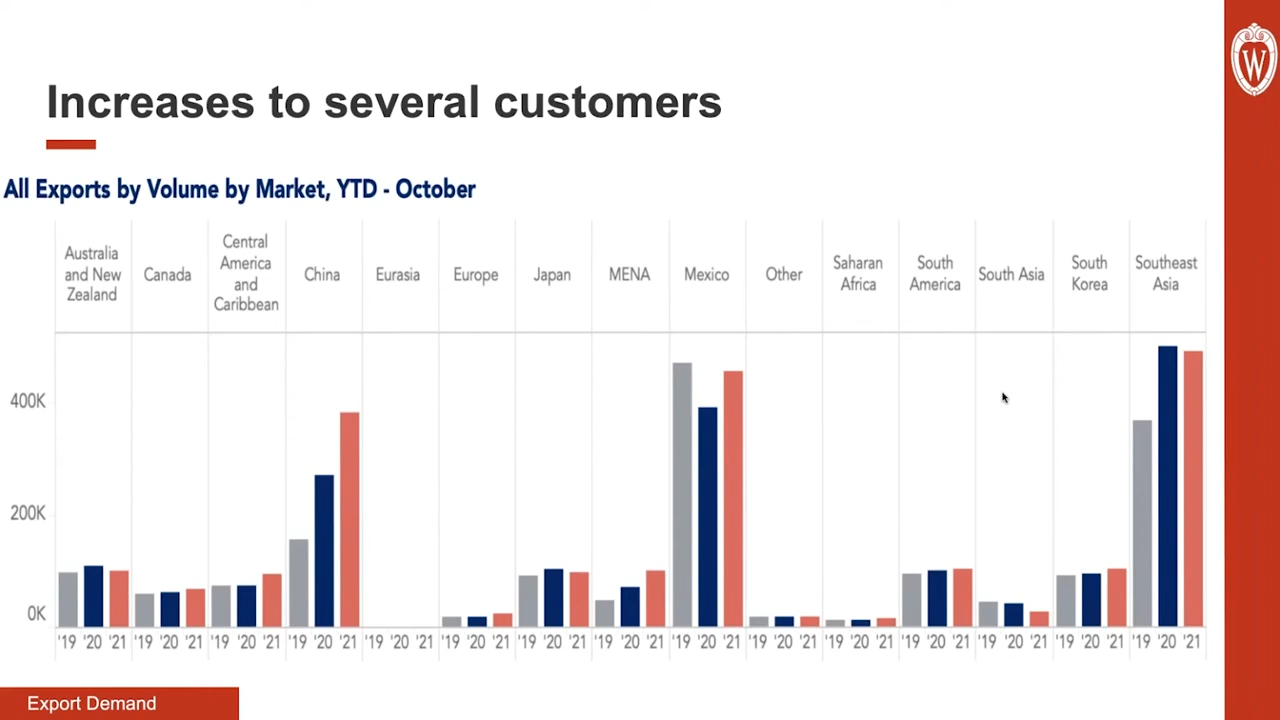 Increases to several customers
All Exports by Volume by Market, YTD - October
Australia
and New
Zealand
Canada
Central
America
and
Caribbean
China
Eurasia
Europe
Japan
MENA
Mexico
Other
Saharan
Africa
South
America
South Asia
South
Korea
Southeast
Asia
400K
200K
0K
'19 '20 '21 '19 '20 '21 '19 '20 '21 '19 '20 '21 '19 '20 '21 '19 '20 '21 '19 '20 '21 '19 '20 '21 '19 '20 '21 '19 '20 '21 '19 '20 '21 '19 '20 '21 '19 '20 '21 '19 '20 '21 '19 '20 '21
Export Demand
W